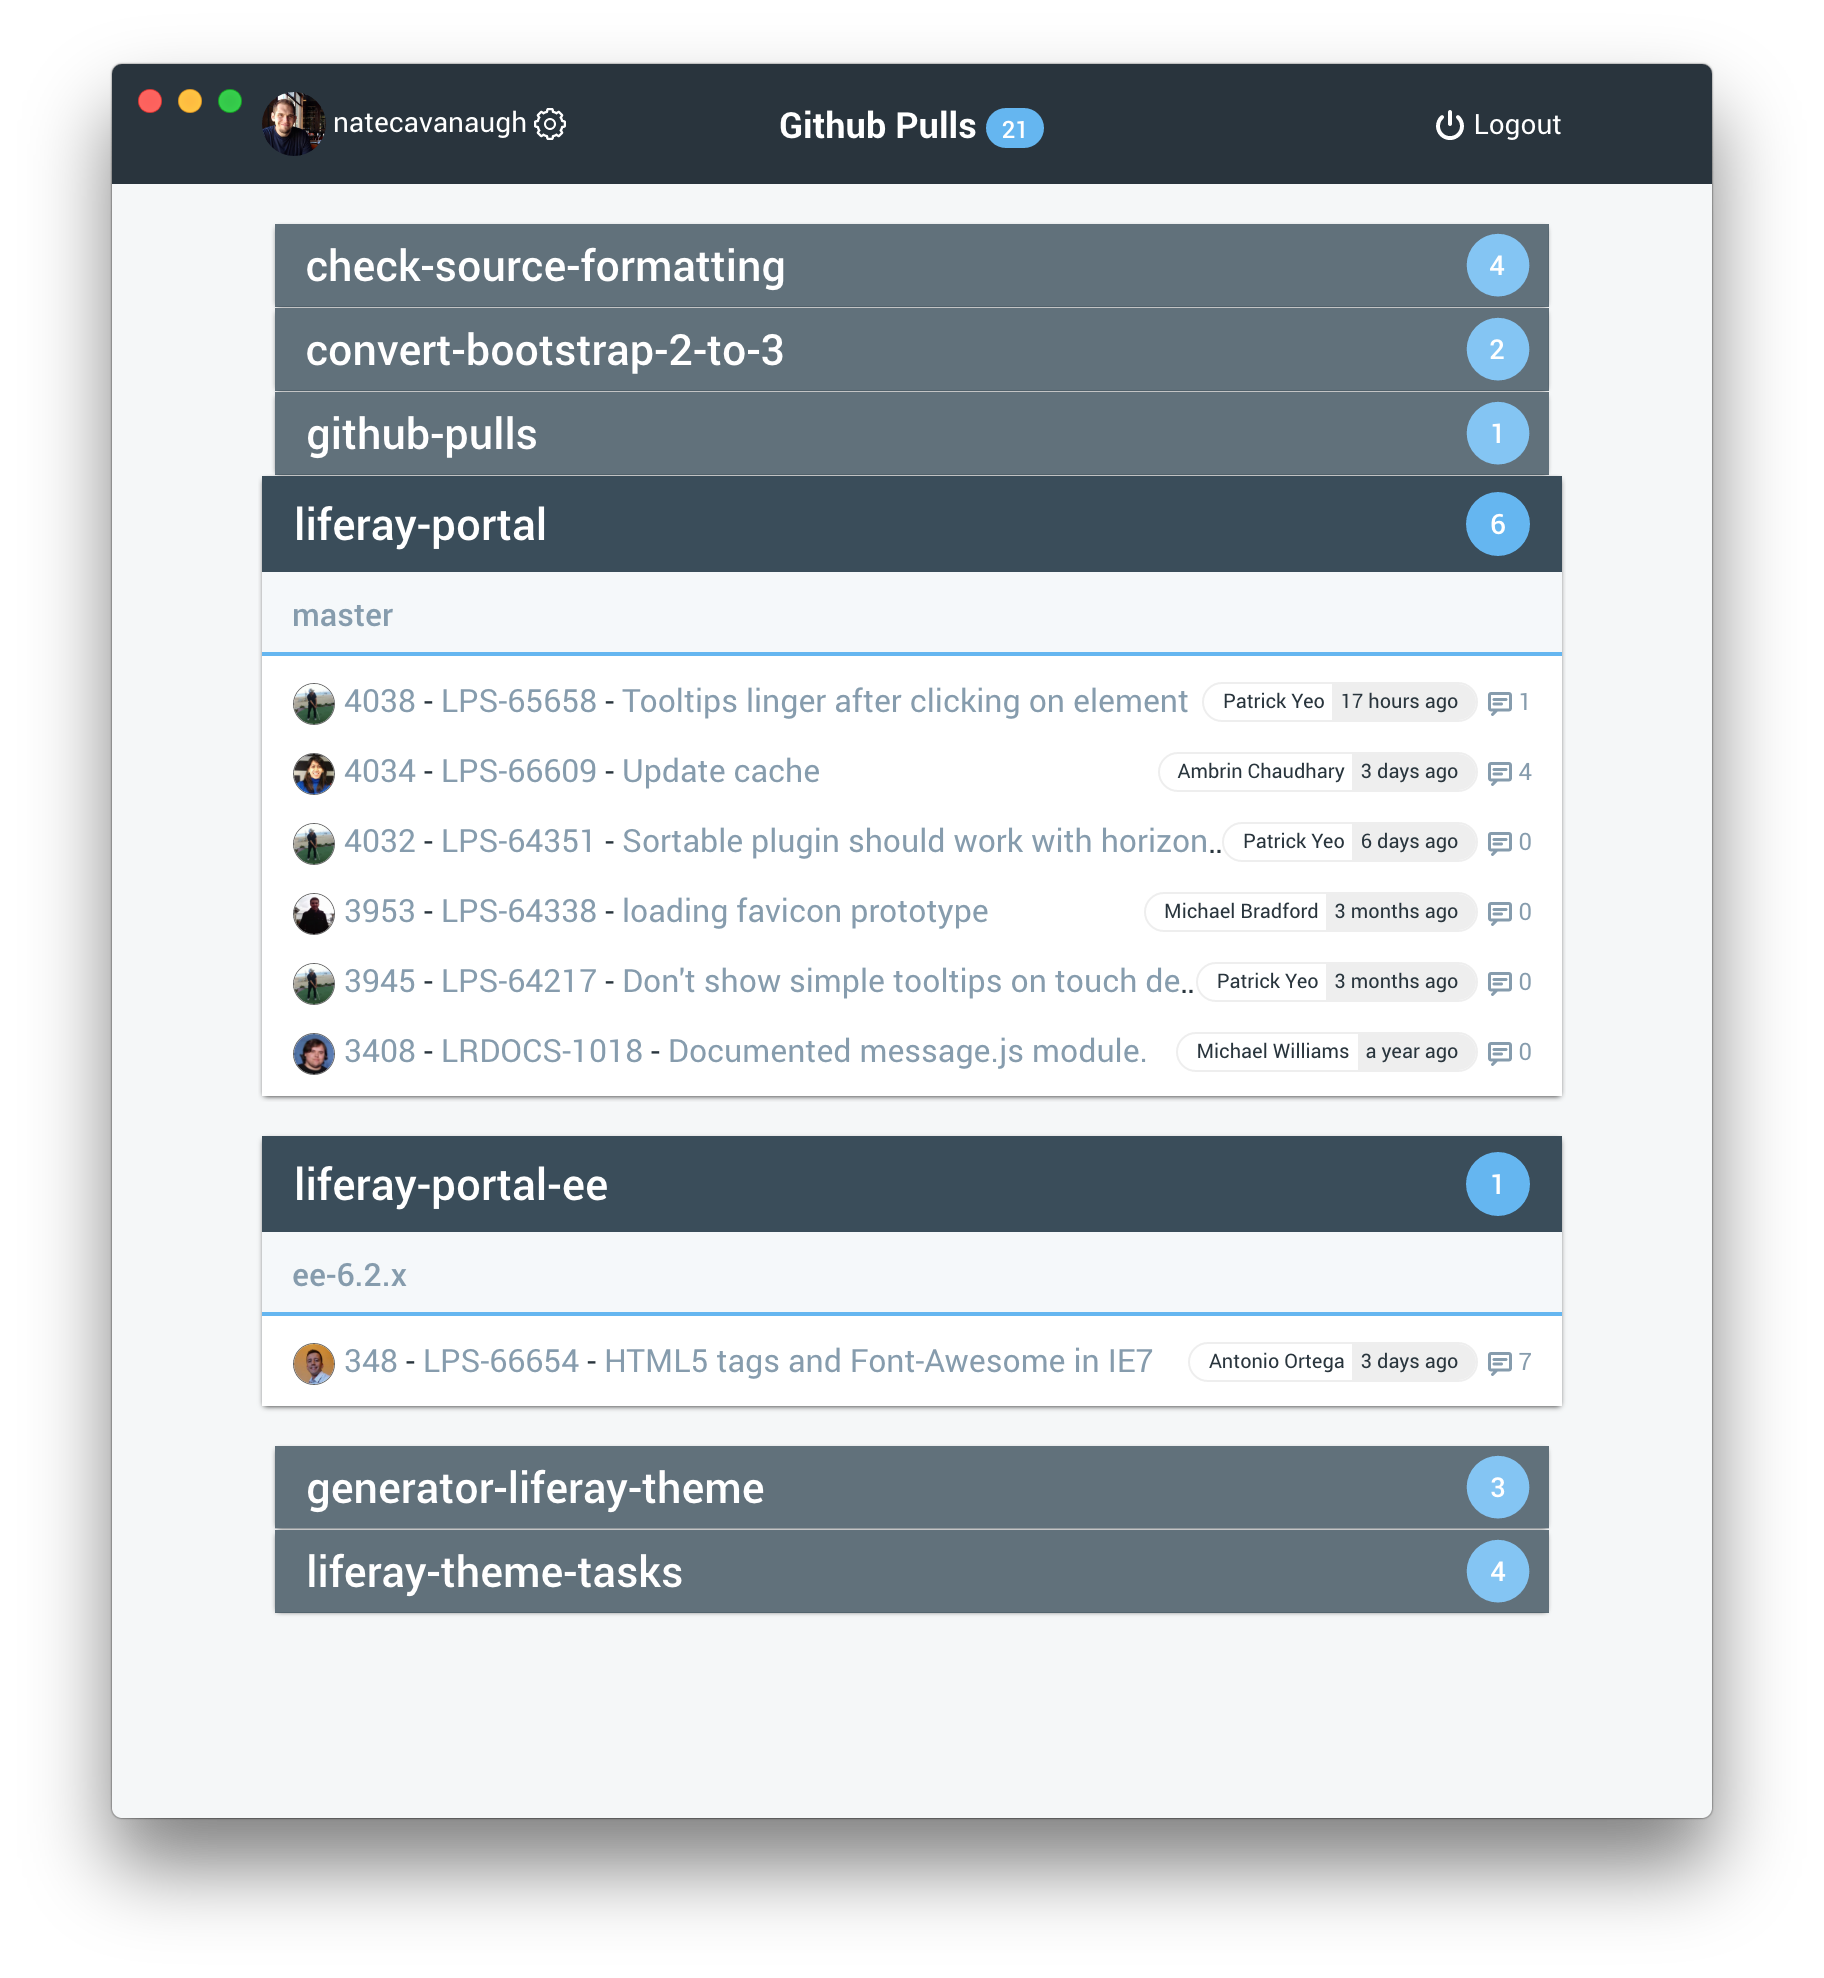 natecavanaugh
Github Pulls 21
Logout
check-source-formatting 4
convert-bootstrap-2-to-3 2
github-pulls 1
liferay-portal 6
master
4038 - LPS-65658 - Tooltips linger after clicking on element Patrick Yeo 17 hours ago 1
4034 - LPS-66609 - Update cache Ambrin Chaudhary 3 days ago 4
4032 - LPS-64351 - Sortable plugin should work with horizon.. Patrick Yeo 6 days ago 0
3953 - LPS-64338 - loading favicon prototype Michael Bradford 3 months ago 0
3945 - LPS-64217 - Don't show simple tooltips on touch de.. Patrick Yeo 3 months ago 0
3408 - LRDOCS-1018 - Documented message.js module. Michael Williams a year ago 0
liferay-portal-ee 1
ee-6.2.x
348 - LPS-66654 - HTML5 tags and Font-Awesome in IE7 Antonio Ortega 3 days ago 7
generator-liferay-theme 3
liferay-theme-tasks 4